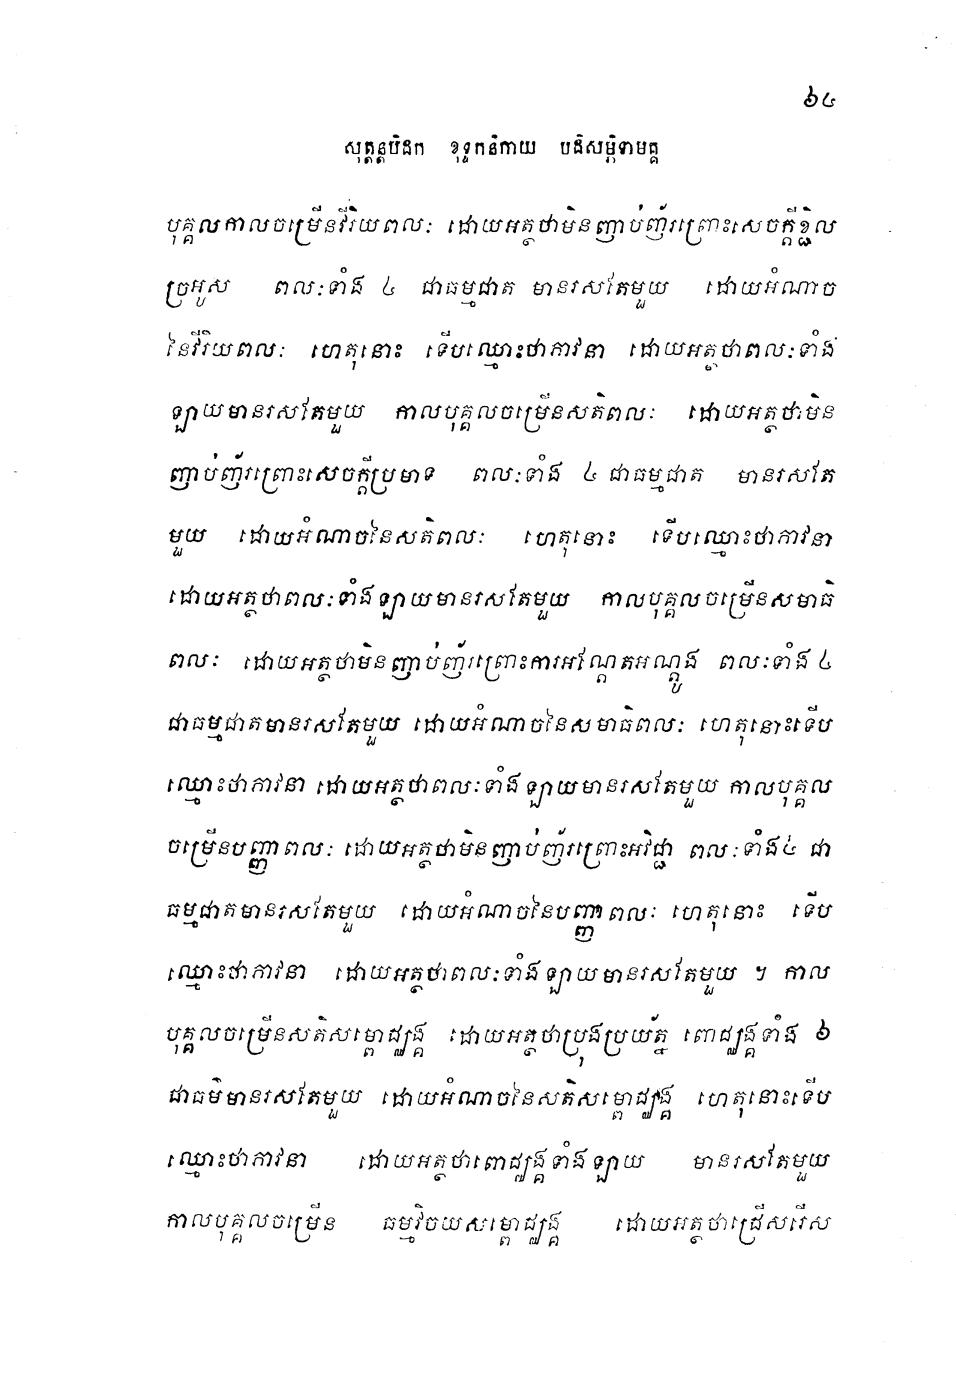 ៦៤
សុត្តន្តបិដក ខុទ្ទកនិកាយ បដិសម្ភិទាមគ្គ
បុគ្គលកាលចម្រើនវីរិយពលៈ ដោយអត្ថថាមិនញាប់ញ័រព្រោះសេចក្តីខ្ជិល
ច្រអូស ពលៈទាំង ៤ ជាធម្មជាត មានរសតែមួយ ដោយអំណាច
នៃវីរិយពលៈ ហេតុនោះ ទើបឈ្មោះថាភាវនា ដោយអត្ថថាពលៈទាំង
ឡាយមានរសតែមួយ កាលបុគ្គលចម្រើនសតិពលៈ ដោយអត្ថថាមិន
ញាប់ញ័រព្រោះសេចក្តីប្រមាទ ពលៈទាំង ៤ ជាធម្មជាត មានរសតែ
មួយ ដោយអំណាចនៃសតិពលៈ ហេតុនោះ ទើបឈ្មោះថាភាវនា
ដោយអត្ថថាពលៈទាំងឡាយមានរសតែមួយ កាលបុគ្គលចម្រើនសមាធិ
ពលៈ ដោយអត្ថថាមិនញាប់ញ័រព្រោះការអណ្តែតអណ្តូង ពលៈទាំង ៤
ជាធម្មជាតមានរសតែមួយ ដោយអំណាចនៃសមាធិពលៈ ហេតុនោះទើប
ឈ្មោះថាភាវនា ដោយអត្ថថាពលៈទាំងឡាយមានរសតែមួយ កាលបុគ្គល
ចម្រើនបញ្ញាពលៈ ដោយអត្ថថាមិនញាប់ញ័រព្រោះអវិជ្ជា ពលៈទាំង៤ ជា
ធម្មជាតមានរសតែមួយ ដោយអំណាចនៃបញ្ញាពលៈ ហេតុនោះ ទើប
ឈ្មោះថាភាវនា ដោយអត្ថថាពលៈទាំងឡាយមានរសតែមួយ ។ កាល
បុគ្គលចម្រើនសតិសម្ពោជ្ឈង្គ ដោយអត្ថថាប្រុងប្រយ័ត្ន ពោជ្ឈង្គទាំង ៦
ជាធម៌មានរសតែមួយ ដោយអំណាចនៃសតិសម្ពោជ្ឈង្គ ហេតុនោះទើប
ឈ្មោះថាភាវនា ដោយអត្ថថាពោជ្ឈង្គទាំងឡាយ មានរសតែមួយ
កាលបុគ្គលចម្រើន ធម្មវិចយសម្ពោជ្ឈង្គ ដោយអត្ថថាជ្រើសរើស